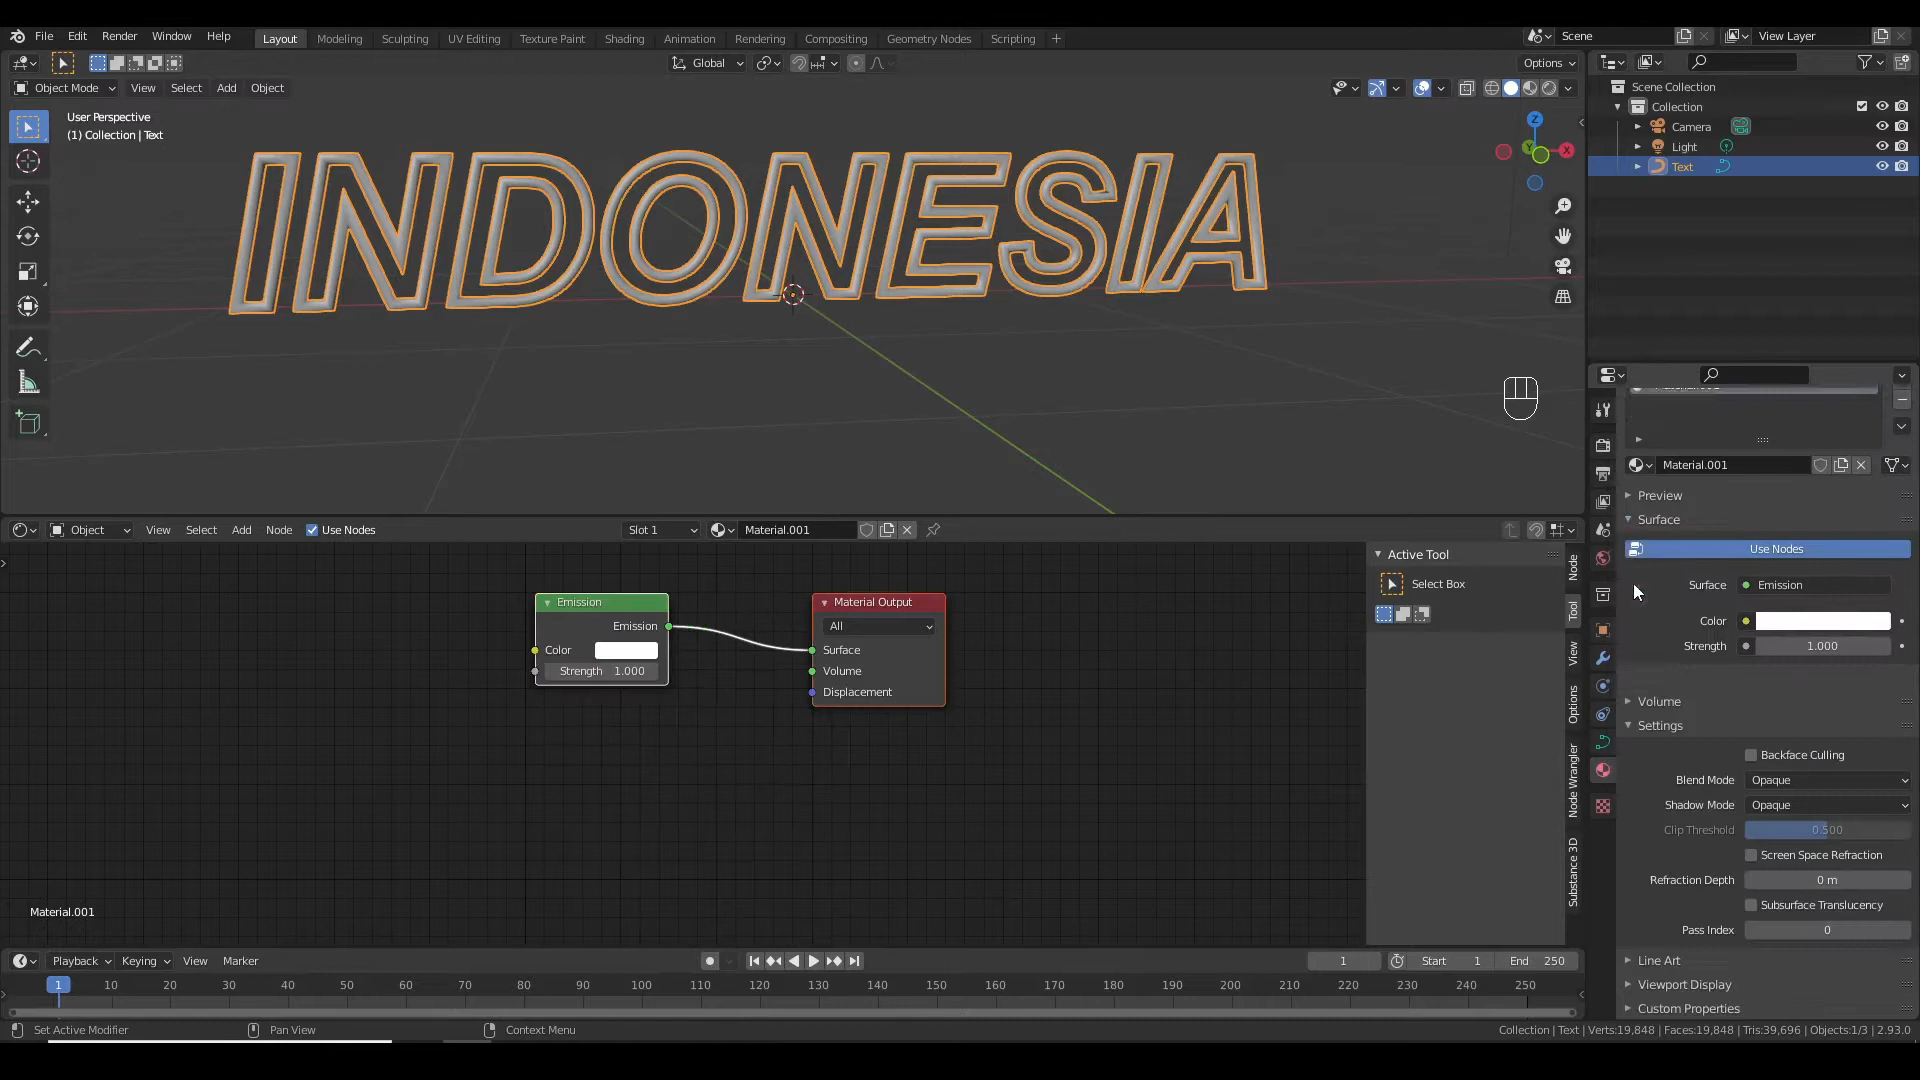 File Edit Render Window Help Layout Modeling Sculpting UV Editing Texture Paint Shading Animation Rendering Compositing Geometry Nodes Scripting + Scene View Layer
Global Options
Object Mode View Select Add Object
User Perspective
(1) Collection | Text
INDONESIA
Z
X
Y
Scene Collection
Collection
Camera
Light
Text
Material.001
Preview
Surface
Use Nodes
Surface Emission
Color
Strength 1.000
Volume
Settings
Backface Culling
Blend Mode Opaque
Shadow Mode Opaque
Clip Threshold 0.500
Screen Space Refraction
Refraction Depth 0 m
Subsurface Translucency
Pass Index 0
Line Art
Viewport Display
Custom Properties
Object View Select Add Node Use Nodes Slot 1 Material.001
Emission
Emission
Color
Strength 1.000
Material Output
All
Surface
Volume
Displacement
Active Tool
Select Box
Node
Tool
View
Options
Node Wrangler
Substance 3D
Material.001
Playback Keying View Marker 1 Start 1 End 250
1 10 20 30 40 50 60 70 80 90 100 110 120 130 140 150 160 170 180 190 200 210 220 230 240 250
Set Active Modifier Pan View Context Menu Collection | Text | Verts:19,848 | Faces:19,848 | Tris:39,696 | Objects:1/3 | 2.93.0